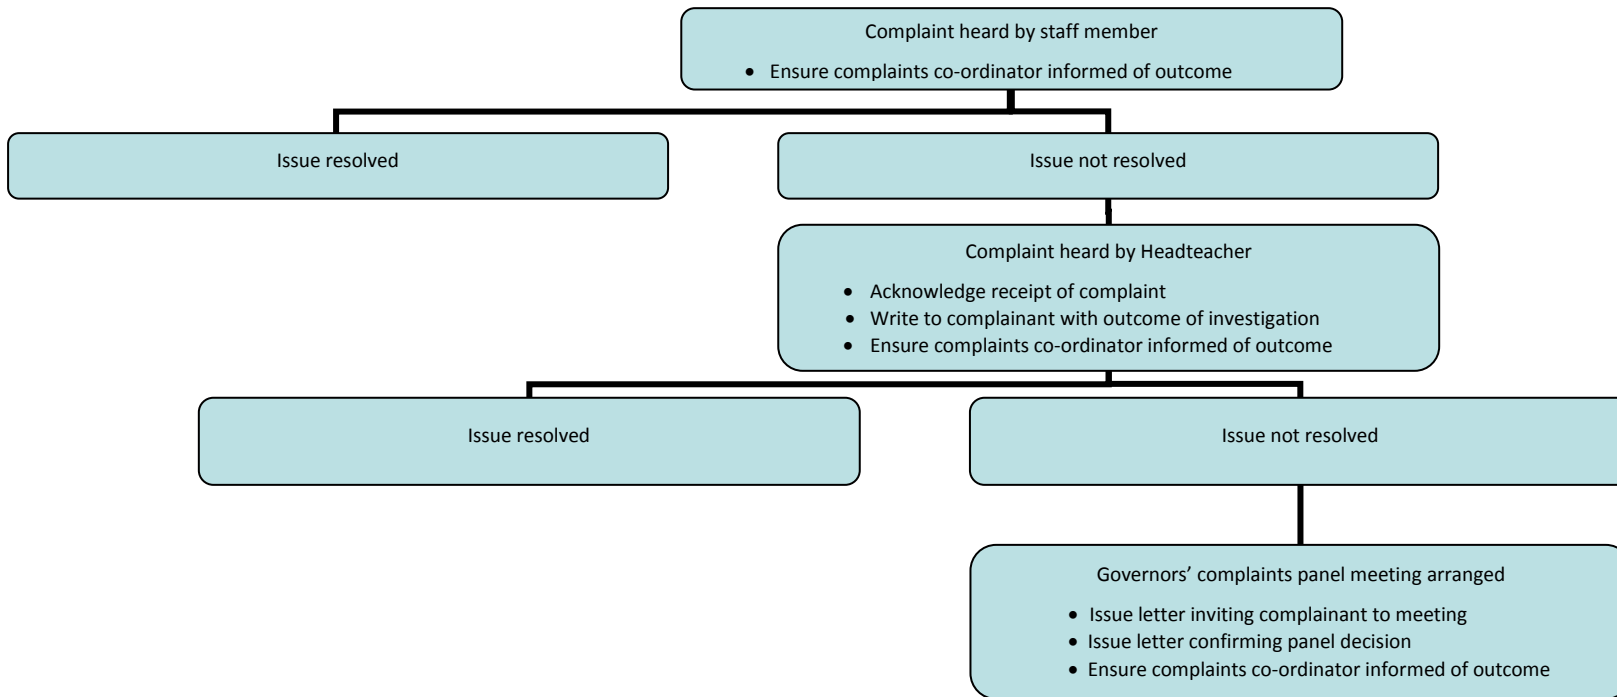 Complaint heard by staff member
• Ensure complaints co-ordinator informed of outcome
Issue resolved
Issue not resolved
Complaint heard by Headteacher
• Acknowledge receipt of complaint
• Write to complainant with outcome of investigation
• Ensure complaints co-ordinator informed of outcome
Issue resolved
Issue not resolved
Governors’ complaints panel meeting arranged
• Issue letter inviting complainant to meeting
• Issue letter confirming panel decision
• Ensure complaints co-ordinator informed of outcome